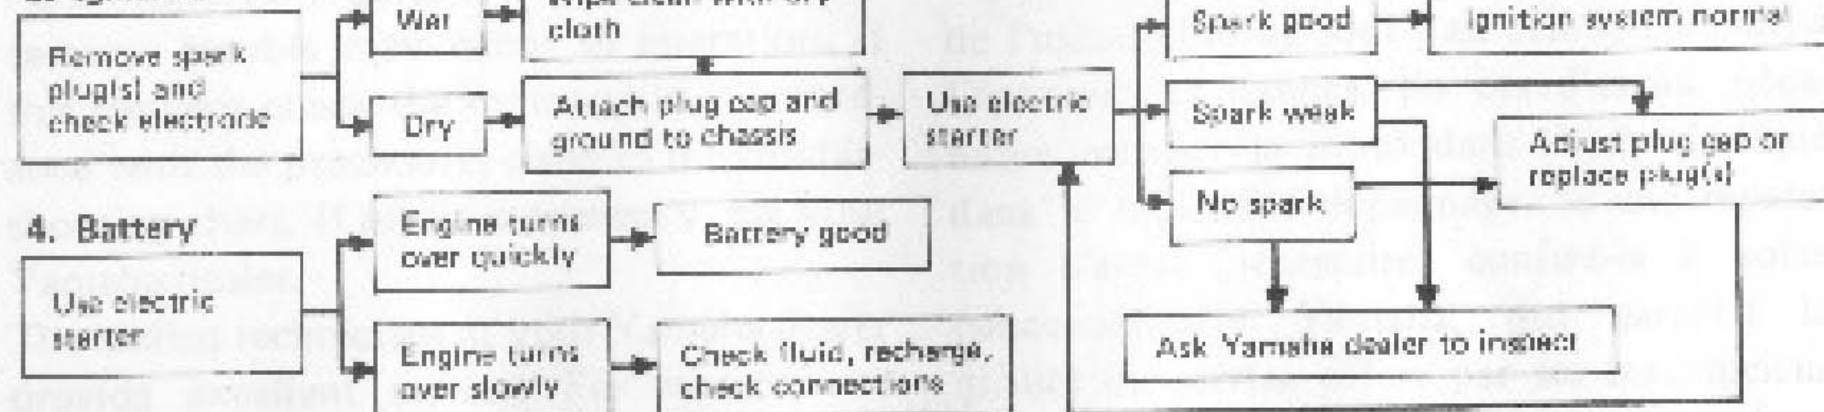 Wet
cloth
Spark good
Ignition system normal
Remove spark
plug(s) and
check electrode
Dry
Attach plug cap and
ground to chassis
Use electric
starter
Spark weak
Adjust plug gap or
replace plug(s)
No spark
4. Battery
Engine turns
over quickly
Battery good
Use electric
starter
Engine turns
over slowly
Check fluid, recharge,
check connections
Ask Yamaha dealer to inspect